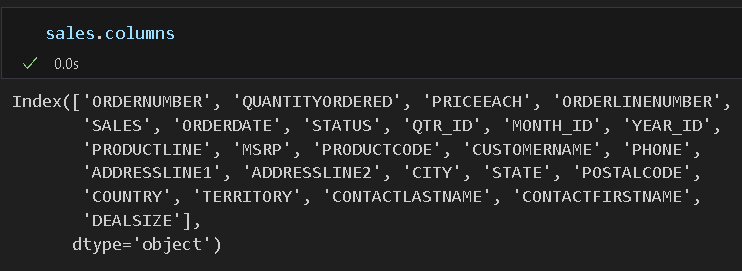 sales.columns
0.0s
Index(['ORDERNUMBER', 'QUANTITYORDERED', 'PRICEEACH', 'ORDERLINENUMBER',
'SALES', 'ORDERDATE', 'STATUS', 'QTR_ID', 'MONTH_ID', 'YEAR_ID',
'PRODUCTLINE', 'MSRP', 'PRODUCTCODE', 'CUSTOMERNAME', 'PHONE',
'ADDRESSLINE1', 'ADDRESSLINE2', 'CITY', 'STATE', 'POSTALCODE',
'COUNTRY', 'TERRITORY', 'CONTACTLASTNAME', 'CONTACTFIRSTNAME',
'DEALSIZE'],
dtype='object')